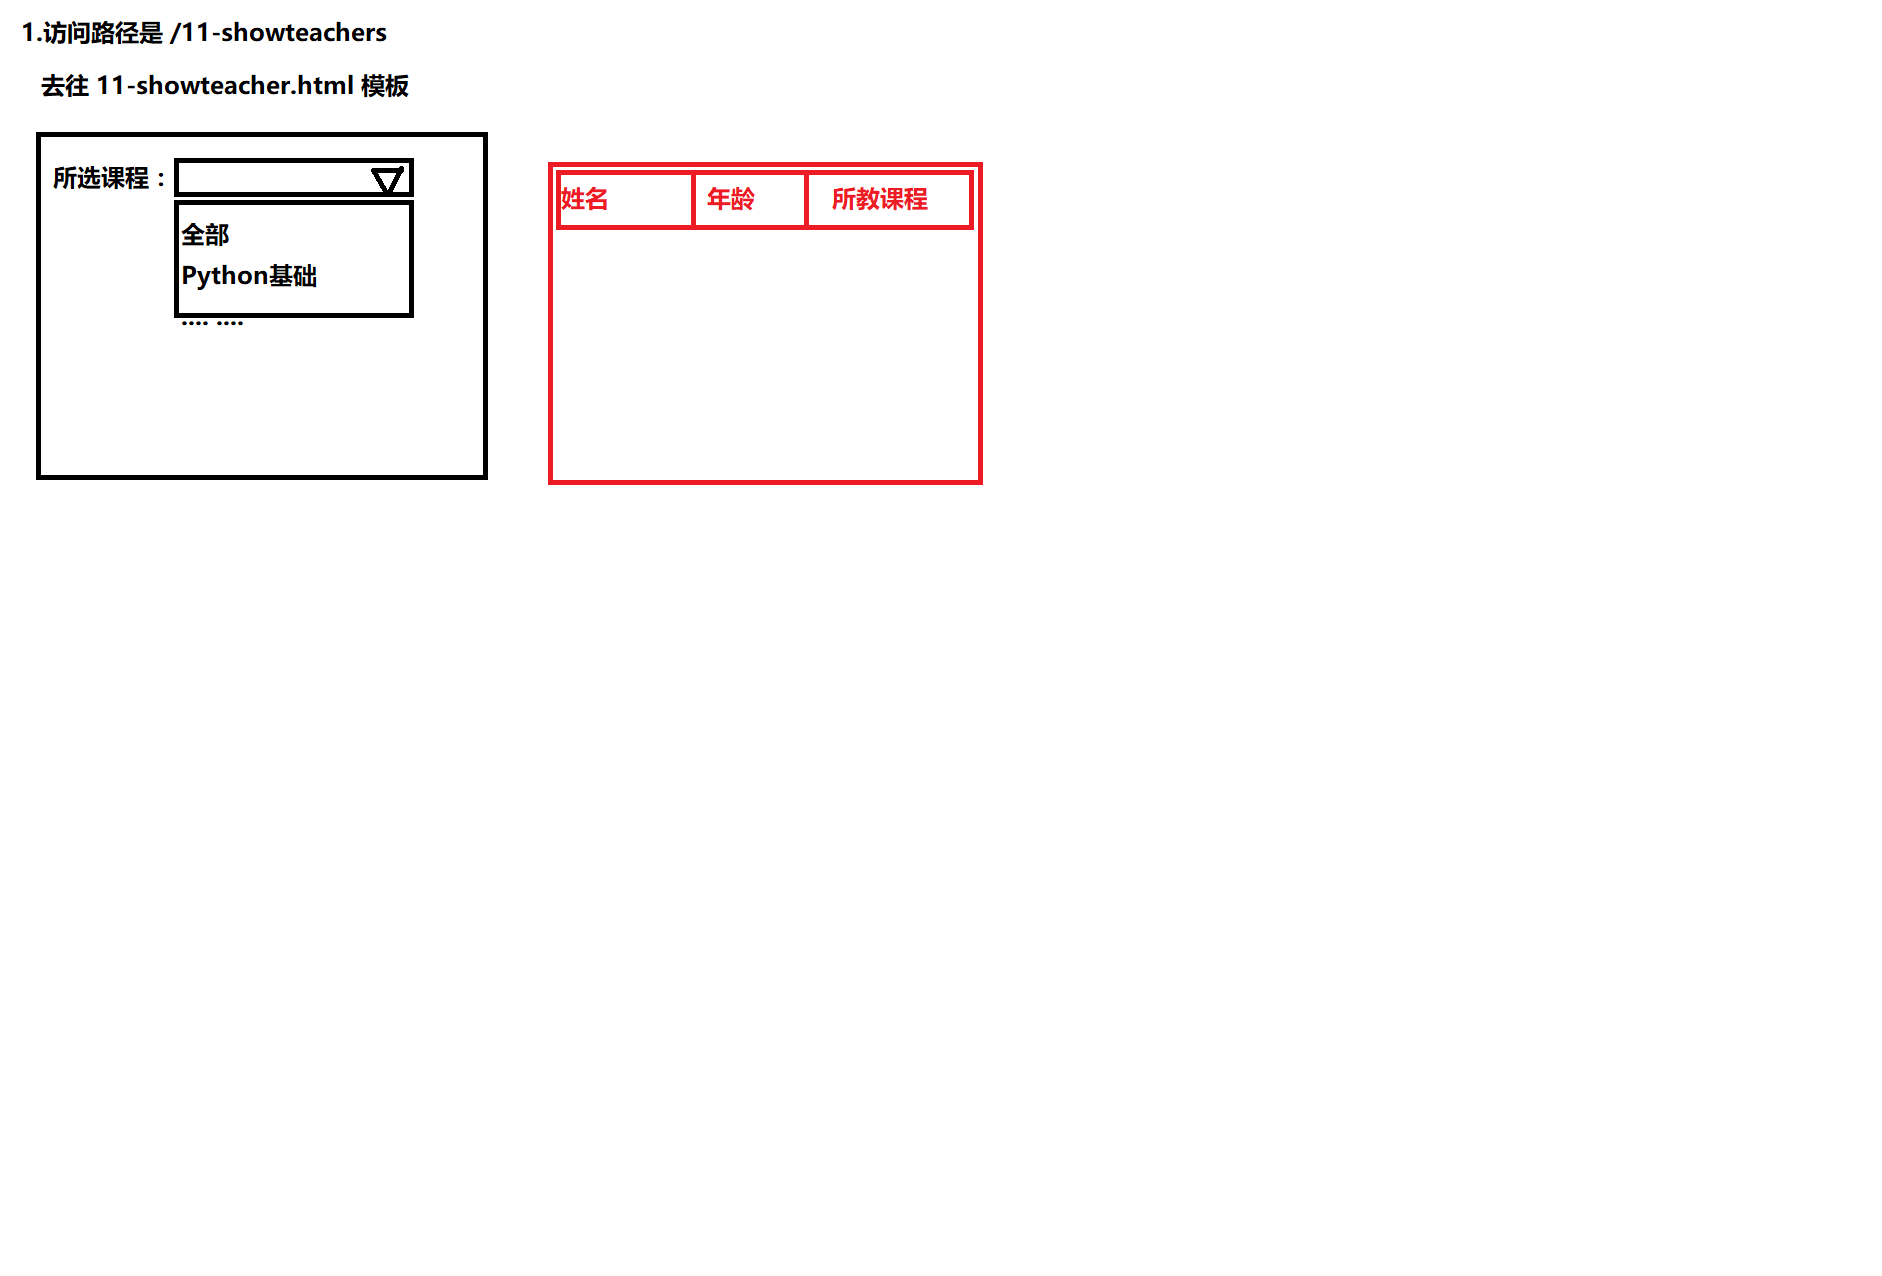 1.访问路径是 /11-showteachers
去往 11-showteacher.html 模板
所选课程：
全部
Python基础
.... ....
姓名 年龄 所教课程